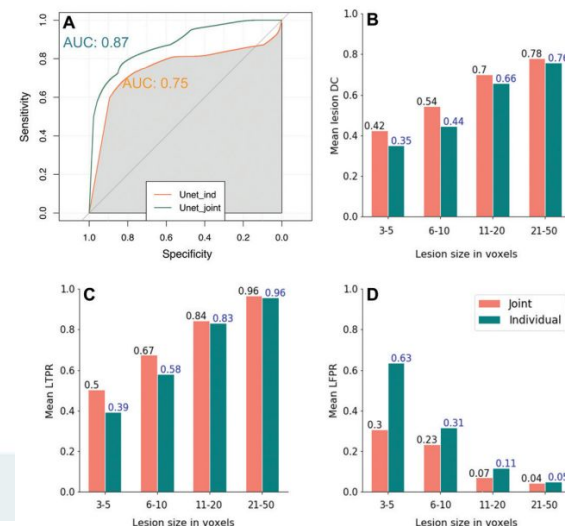 A
AUC: 0.87
AUC: 0.75
Sensitivity
1.0
0.8
0.6
0.4
0.2
0.0
Unet_ind
Unet_joint
1.0 0.8 0.6 0.4 0.2 0.0
Specificity
B
Mean lesion DC
1.0
0.8
0.6
0.4
0.2
0.0
0.42 0.35 0.54 0.44 0.7 0.66 0.78 0.76
3-5 6-10 11-20 21-50
Lesion size in voxels
C
Mean LTPR
1.0
0.8
0.6
0.4
0.2
0.0
0.5 0.39 0.67 0.58 0.84 0.83 0.96 0.96
3-5 6-10 11-20 21-50
Lesion size in voxels
D
Joint
Individual
Mean LFPR
1.0
0.8
0.6
0.4
0.2
0.0
0.3 0.63 0.23 0.31 0.07 0.11 0.04 0.05
3-5 6-10 11-20 21-50
Lesion size in voxels